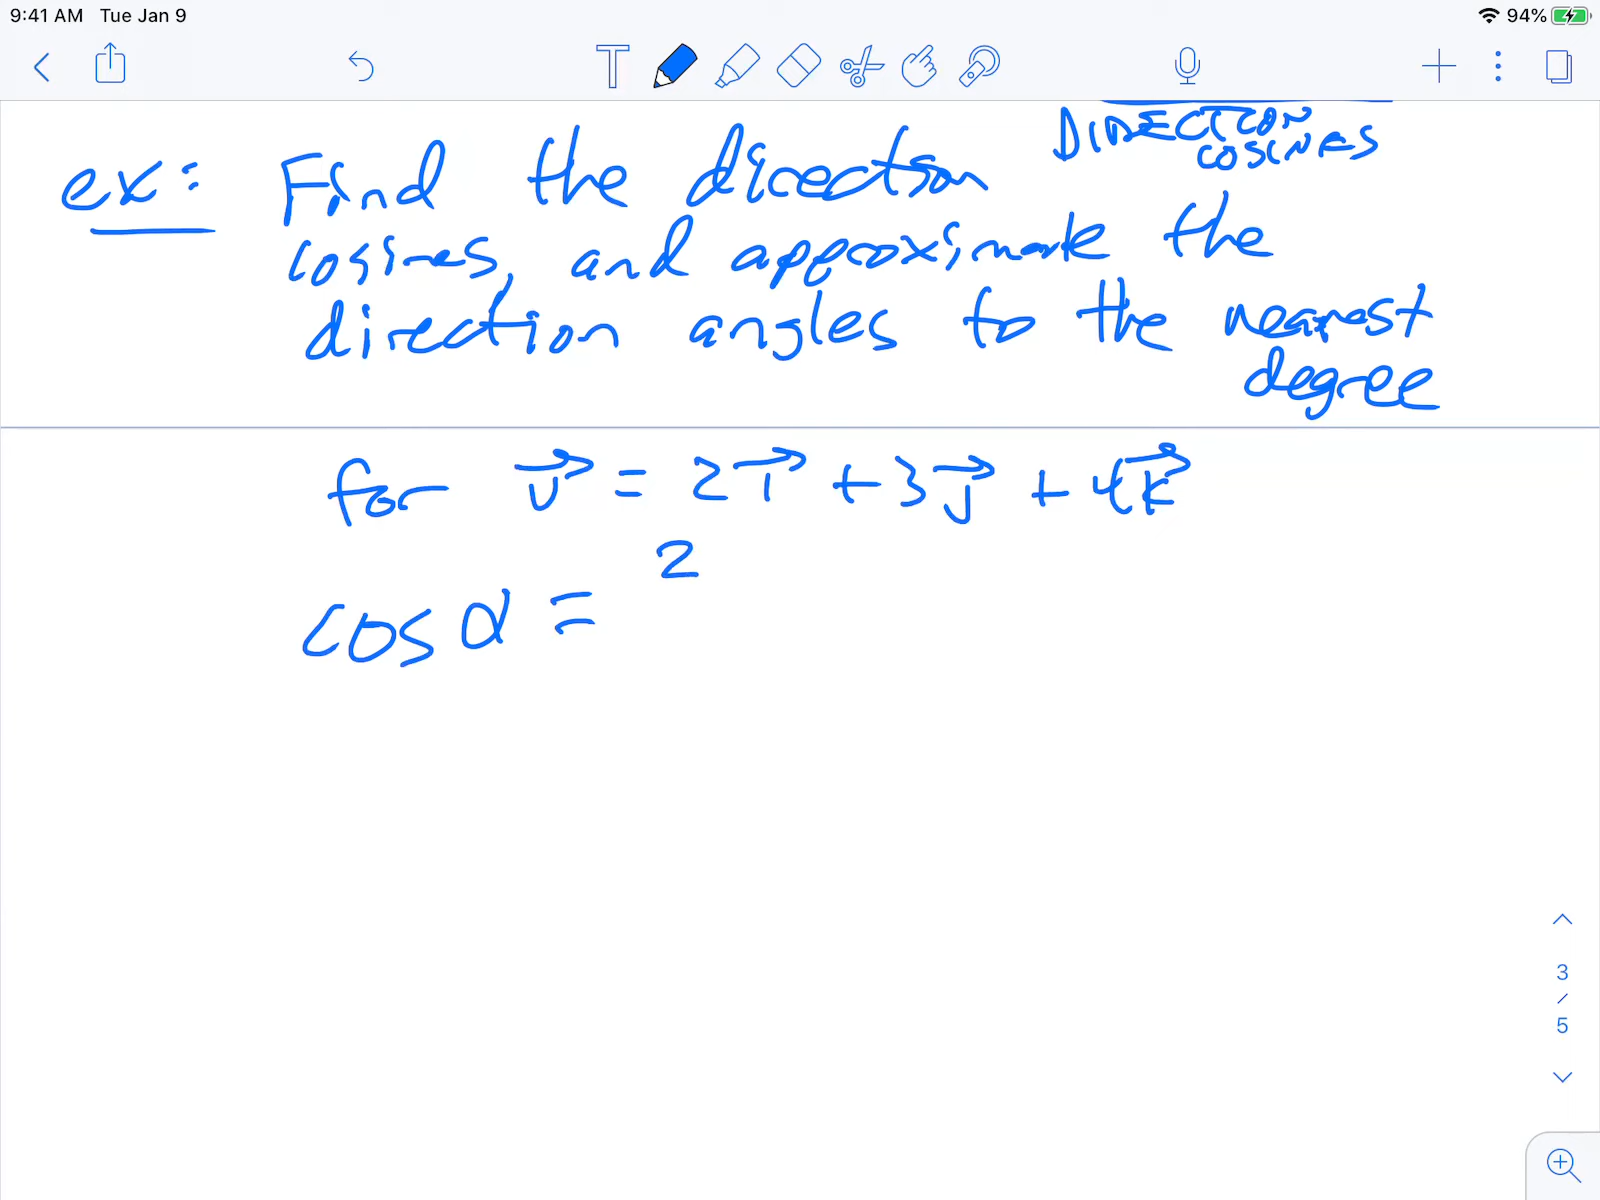 9:41 AM Tue Jan 9 94%
T
DIRECTION
COSINES
ex: Find the direction
cosines, and approximate the
direction angles to the nearest
degree
for v⃗ = 2i⃗ + 3j⃗ + 4k⃗
2
cos α =
3
/
5